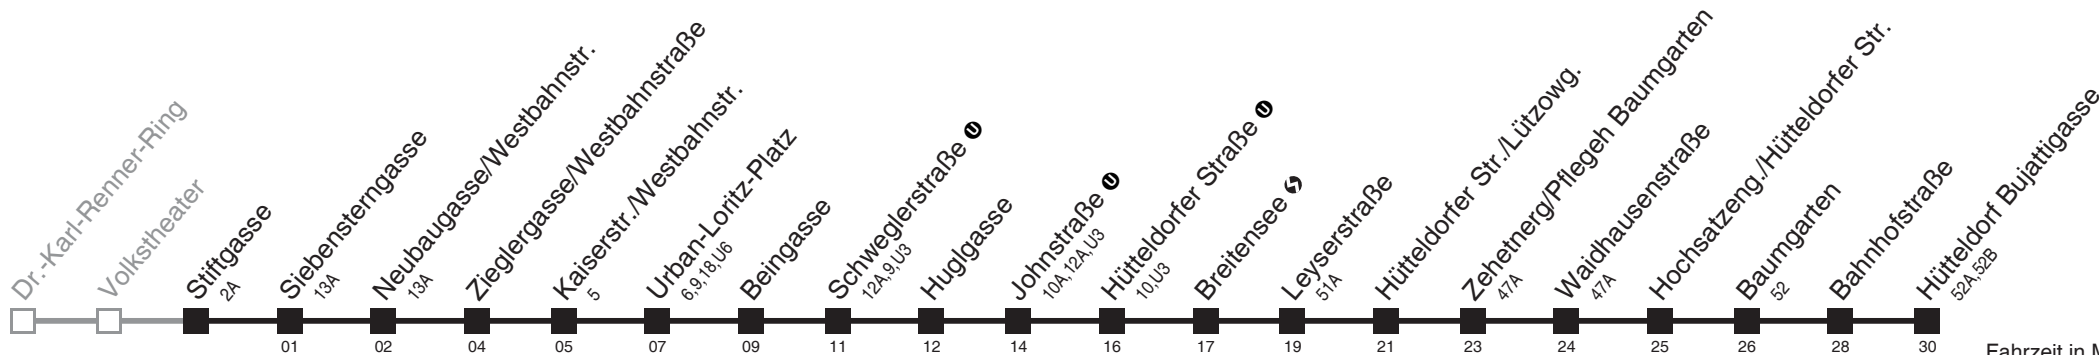 Dr.-Karl-Renner-Ring
Volkstheater
Stiftgasse
2A
Siebensterngasse
13A
Neubaugasse/Westbahnstr.
13A
Zieglergasse/Westbahnstraße
Kaiserstr./Westbahnstr.
5
Urban-Loritz-Platz
6,9,18,U6
Beingasse
Schweglerstraße U
12A,9,U3
Huglgasse
Johnstraße U
10A,12A,U3
Hütteldorfer Straße U
10,U3
Breitensee
Leyserstraße
51A
Hütteldorfer Str./Lützowg.
Zehetnerg/Pflegeh Baumgarten
47A
Waidhausenstraße
47A
Hochsatzeng./Hütteldorfer Str.
Baumgarten
52
Bahnhofstraße
Hütteldorf Bujattigasse
52A,52B
01 02 04 05 07 09 11 12 14 16 17 19 21 23 24 25 26 28 30
Fahrzeit in